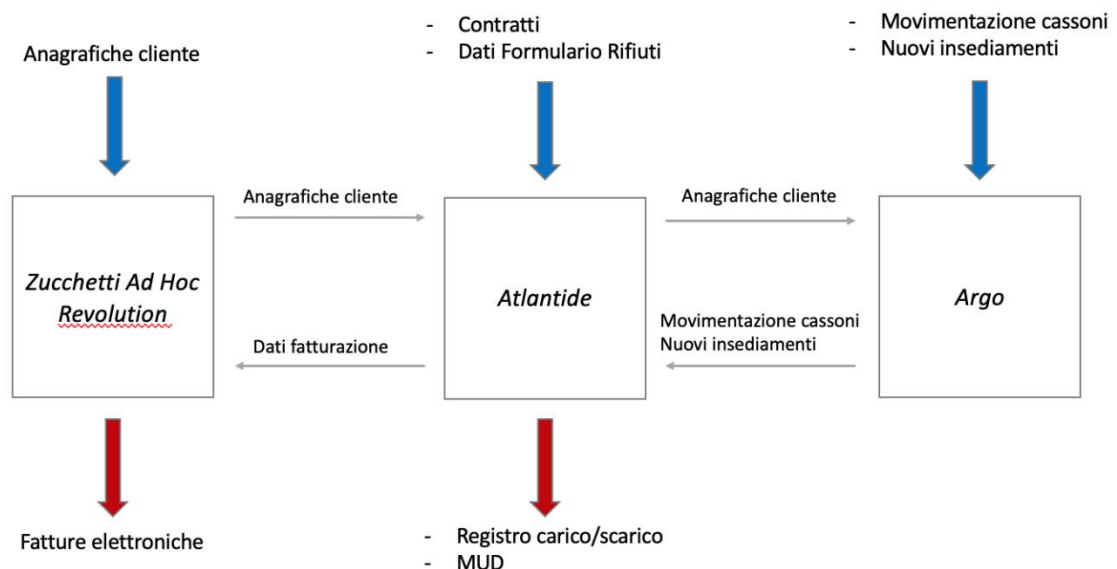 Anagrafiche cliente
- Contratti
- Dati Formulario Rifiuti
- Movimentazione cassoni
- Nuovi insediamenti
Zucchetti Ad Hoc
Revolution
Anagrafiche cliente
Dati fatturazione
Atlantide
Anagrafiche cliente
Movimentazione cassoni
Nuovi insediamenti
Argo
Fatture elettroniche
- Registro carico/scarico
- MUD